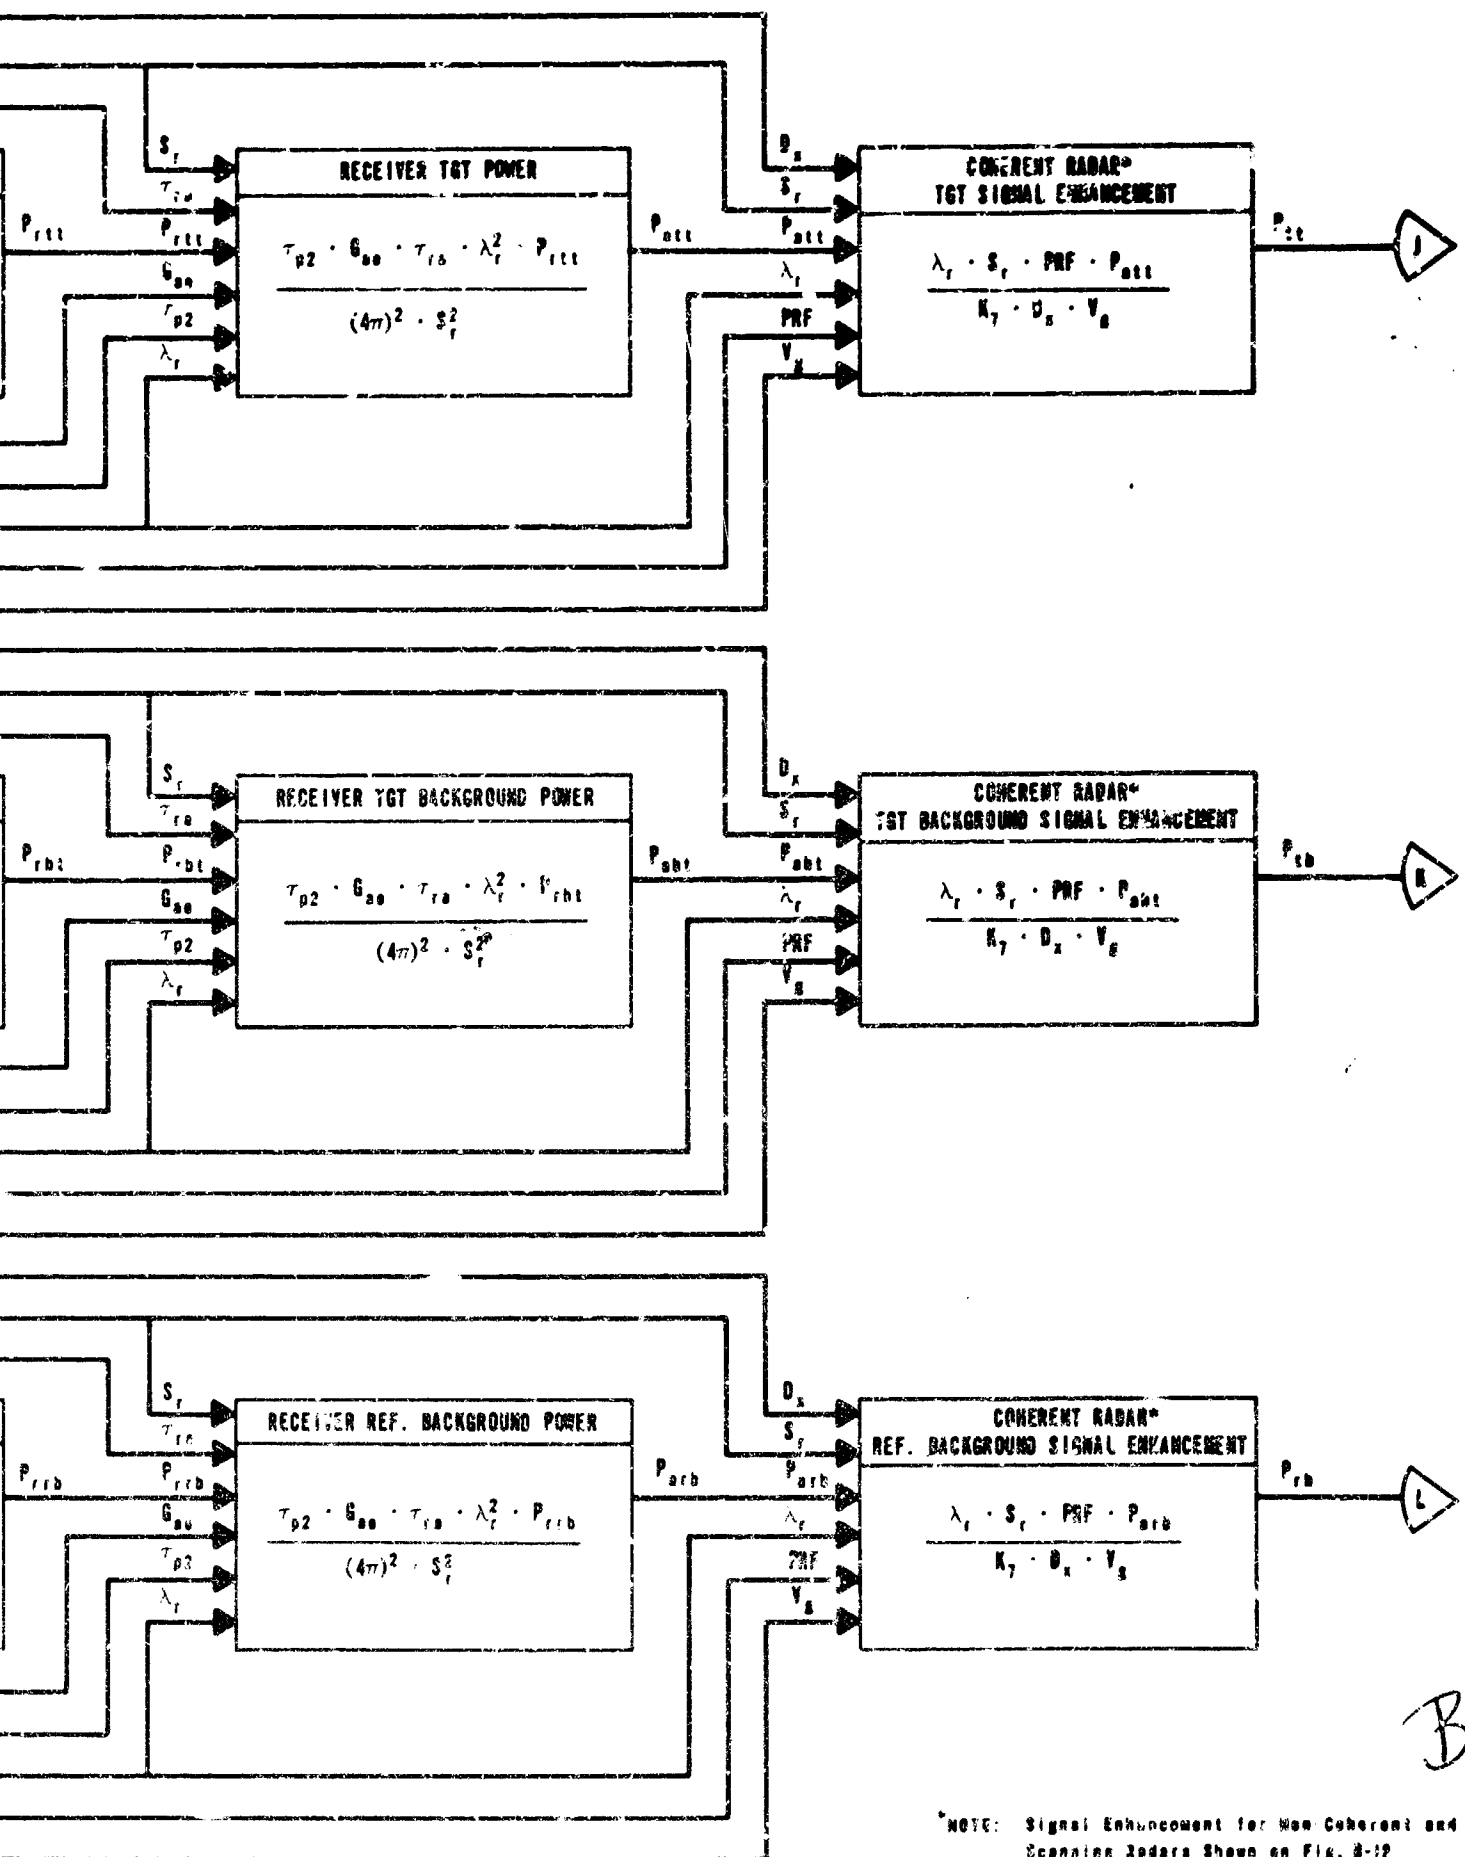 S_r
τ_ra
P_rtt
P_rtt
G_ae
τ_p2
λ_r
RECEIVER TGT POWER
τ_p2 · G_ae · τ_ra · λ_r^2 · P_rtt
(4π)^2 · S_r^2
P_att
D_x
S_r
P_att
λ_r
PRF
V_g
COHERENT RADAR*
TGT SIGNAL ENHANCEMENT
λ_r · S_r · PRF · P_att
K_7 · D_x · V_g
P_tt
J
S_r
τ_ra
P_rbt
P_rbt
G_ae
τ_p2
λ_r
RECEIVER TGT BACKGROUND POWER
τ_p2 · G_ae · τ_ra · λ_r^2 · P_rbt
(4π)^2 · S_r^2
P_abt
D_x
S_r
P_abt
λ_r
PRF
V_g
COHERENT RADAR*
TGT BACKGROUND SIGNAL ENHANCEMENT
λ_r · S_r · PRF · P_abt
K_7 · D_x · V_g
P_tb
K
S_r
τ_ra
P_rrb
P_rrb
G_ae
τ_p2
λ_r
RECEIVER REF. BACKGROUND POWER
τ_p2 · G_ae · τ_ra · λ_r^2 · P_rrb
(4π)^2 · S_r^2
P_arb
D_x
S_r
P_arb
λ_r
PRF
V_g
COHERENT RADAR*
REF. BACKGROUND SIGNAL ENHANCEMENT
λ_r · S_r · PRF · P_arb
K_7 · D_x · V_g
P_rb
L
B
*NOTE: Signal Enhancement for Non Coherent and
Scanning Radars Shown on Fig.